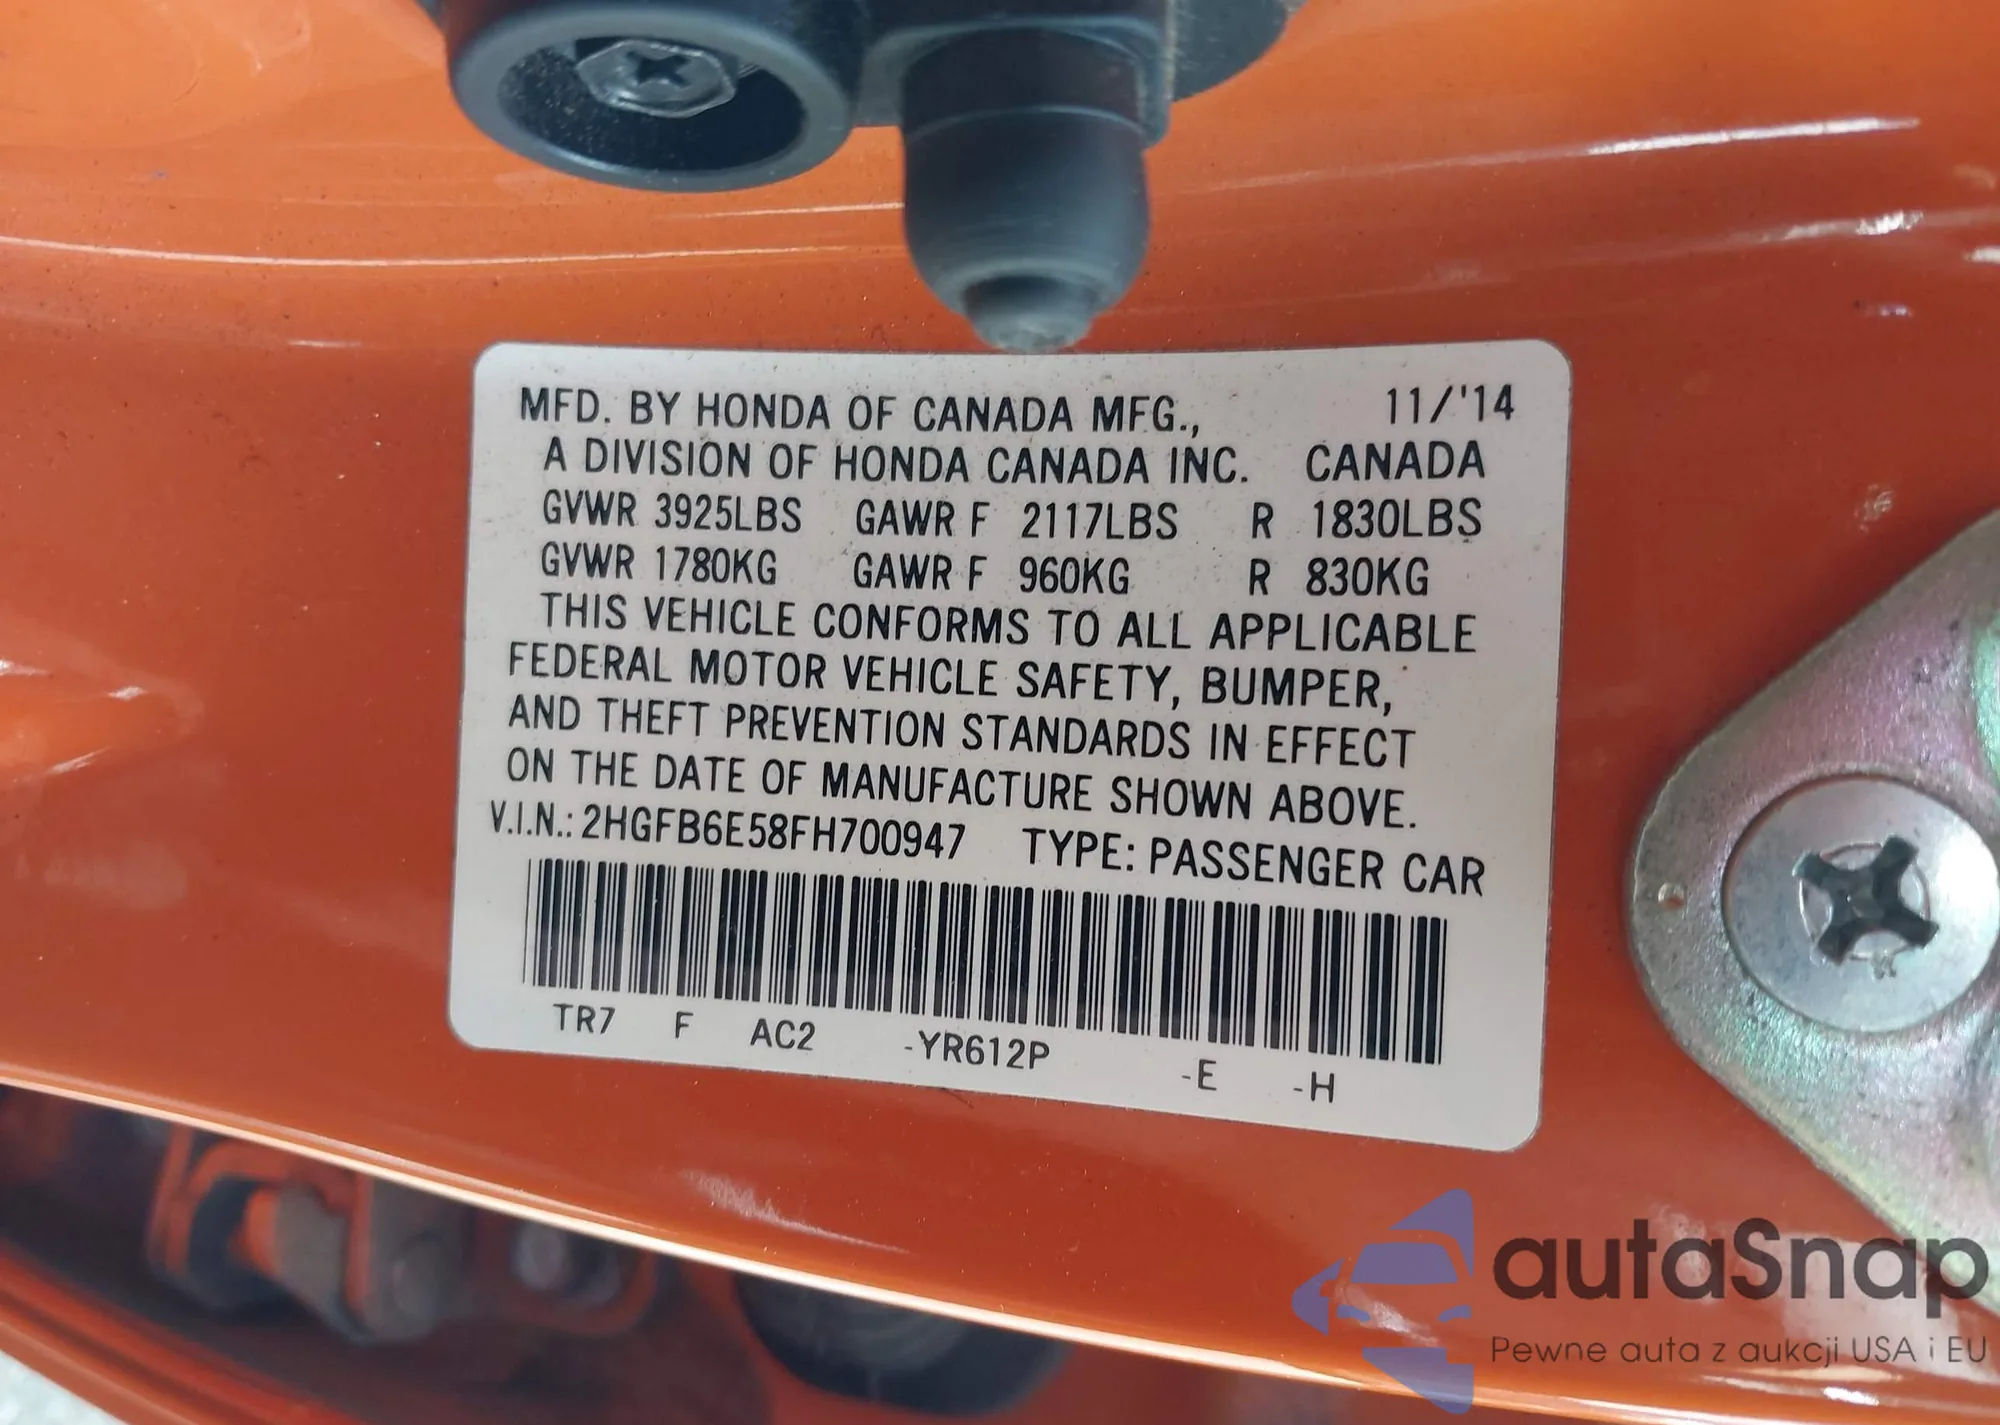 MFD. BY HONDA OF CANADA MFG., 11/'14
A DIVISION OF HONDA CANADA INC. CANADA
GVWR 3925LBS GAWR F 2117LBS R 1830LBS
GVWR 1780KG GAWR F 960KG R 830KG
THIS VEHICLE CONFORMS TO ALL APPLICABLE
FEDERAL MOTOR VEHICLE SAFETY, BUMPER,
AND THEFT PREVENTION STANDARDS IN EFFECT
ON THE DATE OF MANUFACTURE SHOWN ABOVE.
V.I.N.: 2HGFB6E58FH700947 TYPE: PASSENGER CAR
TR7 F AC2 -YR612P -E -H
autaSnap
Pewne auta z aukcji USA i EU